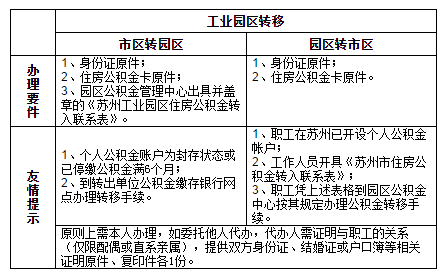 工业园区转移
市区转园区
园区转市区
办理要件
1、身份证原件；
2、住房公积金卡原件；
3、园区公积金管理中心出具并盖
章的《苏州工业园区住房公积金转
入联系表》。
1、身份证原件；
2、住房公积金卡原件。
友情提示
1、个人公积金账户为封存状态或
已停缴公积金满6个月；
2、到转出单位公积金缴存银行网
点办理转移手续。
1、职工在苏州已开设个人公积金
帐户；
2、工作人员开具《苏州市住房公
积金转入联系表》；
3、职工凭上述表格到园区公积金
中心按其规定办理公积金转移手
续。
原则上需本人办理，如委托他人代办，代办人需证明与职工的关系
（仅限配偶或直系亲属），提供双方身份证、结婚证或户口簿等相关
证明原件、复印件各1份。